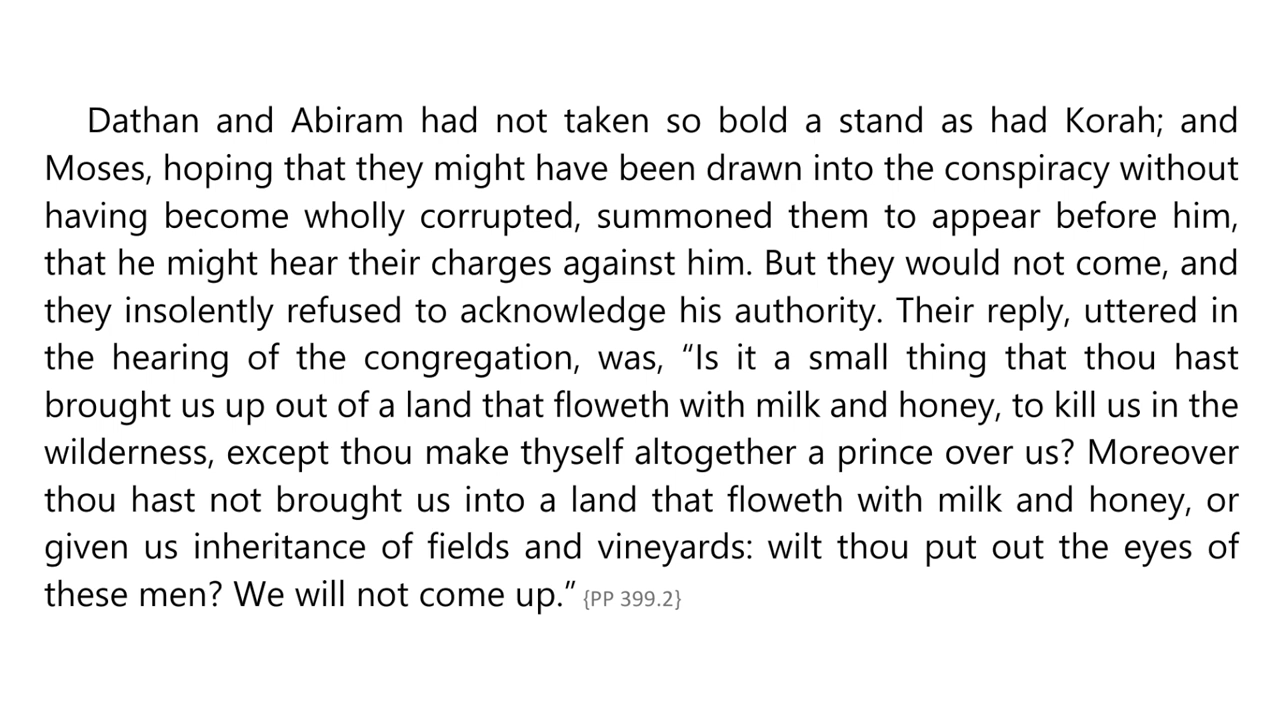 Dathan and Abiram had not taken so bold a stand as had Korah; and
Moses, hoping that they might have been drawn into the conspiracy without
having become wholly corrupted, summoned them to appear before him,
that he might hear their charges against him. But they would not come, and
they insolently refused to acknowledge his authority. Their reply, uttered in
the hearing of the congregation, was, “Is it a small thing that thou hast
brought us up out of a land that floweth with milk and honey, to kill us in the
wilderness, except thou make thyself altogether a prince over us? Moreover
thou hast not brought us into a land that floweth with milk and honey, or
given us inheritance of fields and vineyards: wilt thou put out the eyes of
these men? We will not come up.” {PP 399.2}